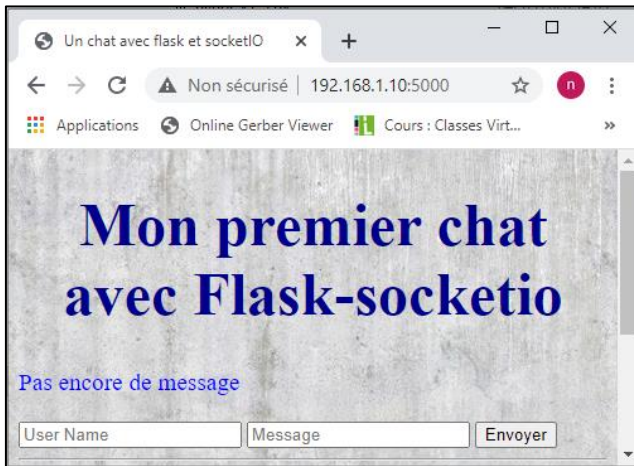 Un chat avec flask et socketIO
Non sécurisé | 192.168.1.10:5000
n
Applications Online Gerber Viewer Cours : Classes Virt...
Mon premier chat
avec Flask-socketio
Pas encore de message
User Name Message Envoyer